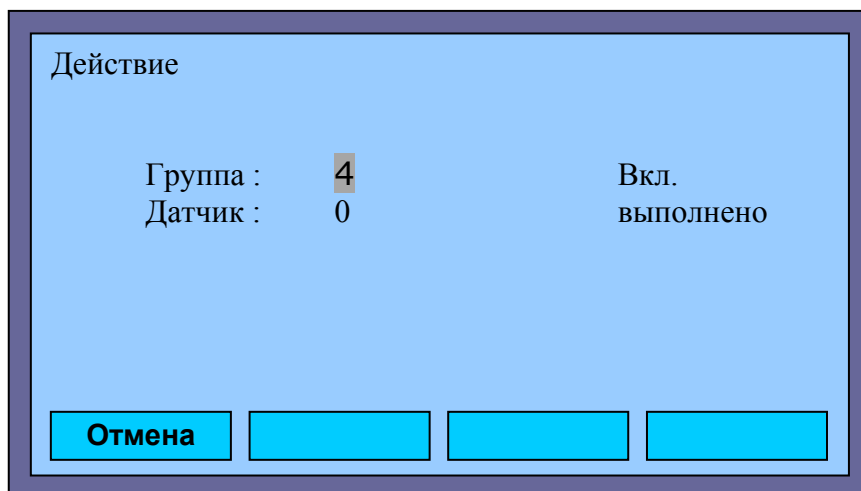 Действие
Группа : 4 Вкл.
Датчик : 0 выполнено
Отмена